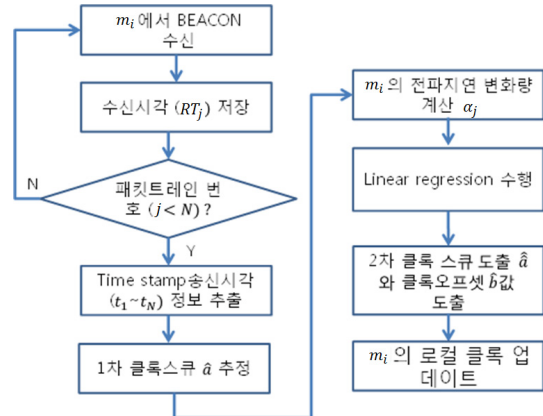 m_i 에서 BEACON
수신
수신시각 (RT_j) 저장
패킷트레인 번
호 (j < N) ?
N
Y
Time stamp송신시각
(t_1~t_N) 정보 추출
1차 클록스큐 â 추정
m_i 의 전파지연 변화량
계산 α_j
Linear regression 수행
2차 클록 스큐 도출 â
와 클록오프셋 b̂값
도출
m_i 의 로컬 클록 업
데이트